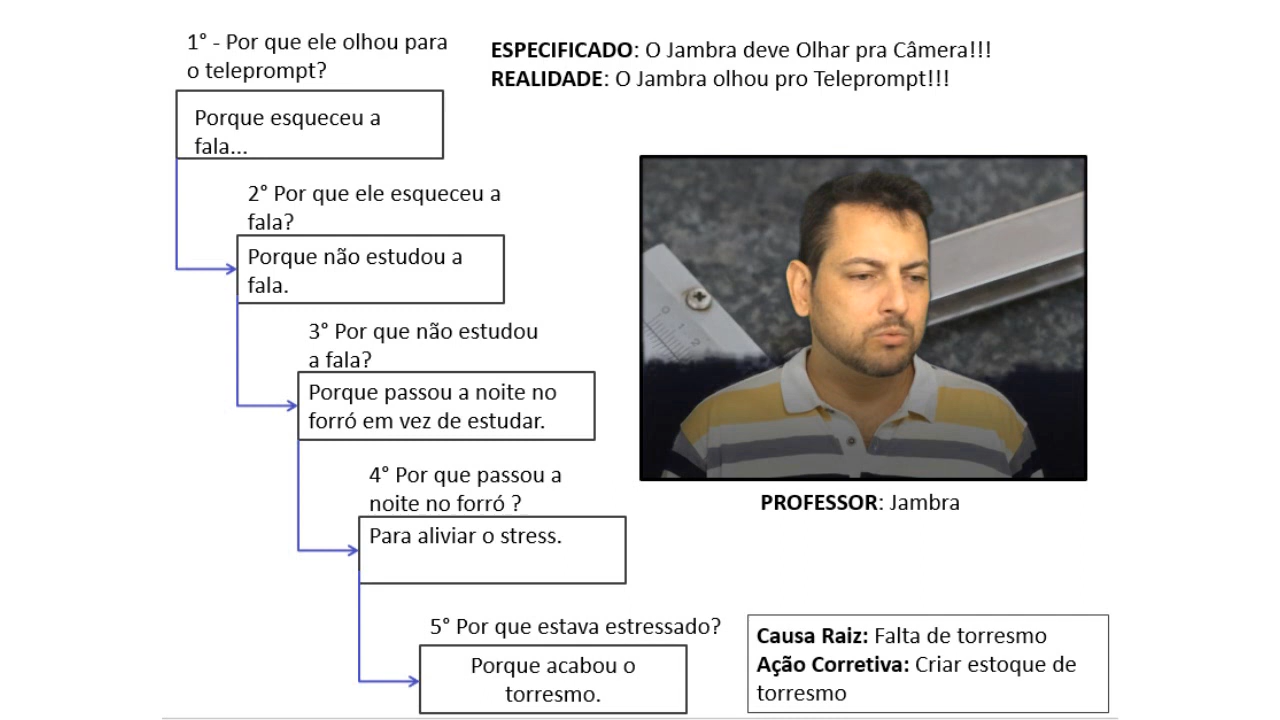 1° - Por que ele olhou para
o teleprompt?
ESPECIFICADO: O Jambra deve Olhar pra Câmera!!!
REALIDADE: O Jambra olhou pro Teleprompt!!!
Porque esqueceu a
fala...
2° Por que ele esqueceu a
fala?
Porque não estudou a
fala.
3° Por que não estudou
a fala?
Porque passou a noite no
forró em vez de estudar.
4° Por que passou a
noite no forró ?
Para aliviar o stress.
0
1
2
PROFESSOR: Jambra
5° Por que estava estressado?
Porque acabou o
torresmo.
Causa Raiz: Falta de torresmo
Ação Corretiva: Criar estoque de
torresmo